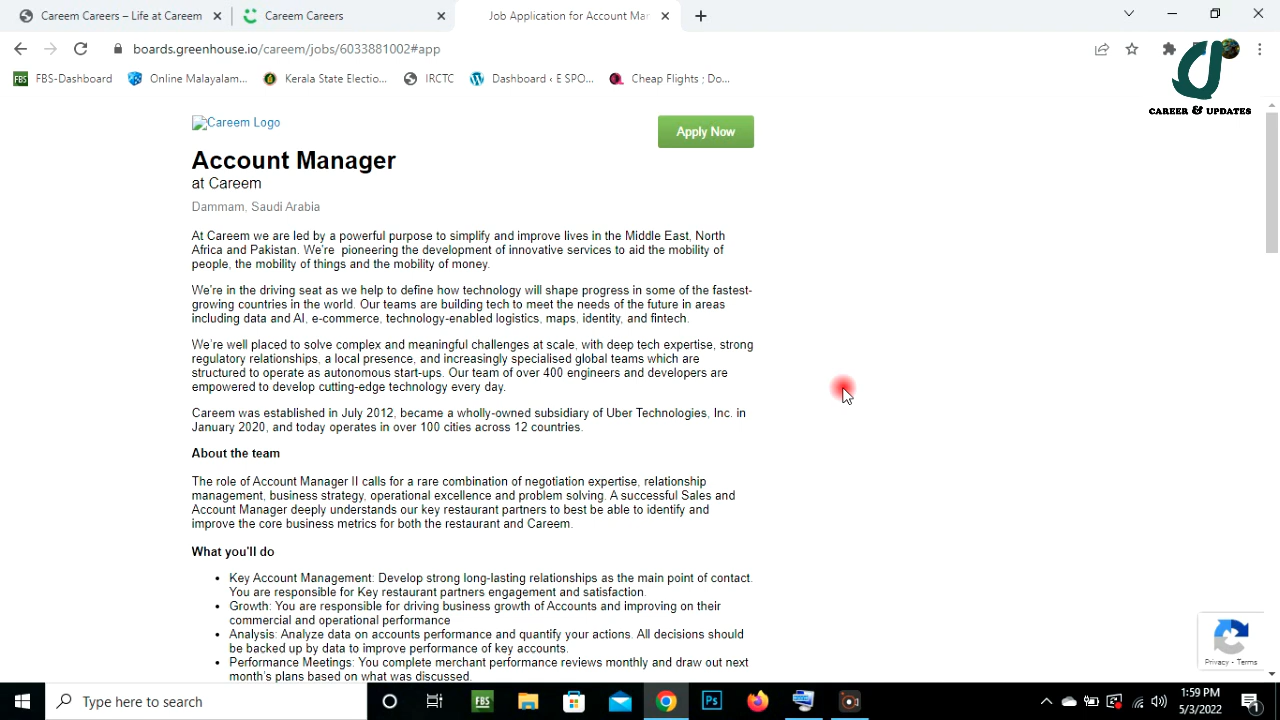 Careem Careers – Life at Careem
Careem Careers
Job Application for Account Mar
boards.greenhouse.io/careem/jobs/6033881002#app
FBS
FBS-Dashboard
Online Malayalam...
Kerala State Electio...
IRCTC
Dashboard ‹ E SPO...
Cheap Flights ; Do...
CAREER & UPDATES
Careem Logo
Apply Now
Account Manager
at Careem
Dammam, Saudi Arabia
At Careem we are led by a powerful purpose to simplify and improve lives in the Middle East, North
Africa and Pakistan. We're  pioneering the development of innovative services to aid the mobility of
people, the mobility of things and the mobility of money.
We're in the driving seat as we help to define how technology will shape progress in some of the fastest-
growing countries in the world. Our teams are building tech to meet the needs of the future in areas
including data and AI, e-commerce, technology-enabled logistics, maps, identity, and fintech.
We're well placed to solve complex and meaningful challenges at scale, with deep tech expertise, strong
regulatory relationships, a local presence, and increasingly specialised global teams which are
structured to operate as autonomous start-ups. Our team of over 400 engineers and developers are
empowered to develop cutting-edge technology every day.
Careem was established in July 2012, became a wholly-owned subsidiary of Uber Technologies, Inc. in
January 2020, and today operates in over 100 cities across 12 countries.
About the team
The role of Account Manager II calls for a rare combination of negotiation expertise, relationship
management, business strategy, operational excellence and problem solving. A successful Sales and
Account Manager deeply understands our key restaurant partners to best be able to identify and
improve the core business metrics for both the restaurant and Careem.
What you'll do
• Key Account Management: Develop strong long-lasting relationships as the main point of contact.
You are responsible for Key restaurant partners engagement and satisfaction.
• Growth: You are responsible for driving business growth of Accounts and improving on their
commercial and operational performance
• Analysis: Analyze data on accounts performance and quantify your actions. All decisions should
be backed up by data to improve performance of key accounts.
• Performance Meetings: You complete merchant performance reviews monthly and draw out next
month's plans based on what was discussed.
Privacy - Terms
Type here to search
FBS
Ps
1:59 PM
5/3/2022
1